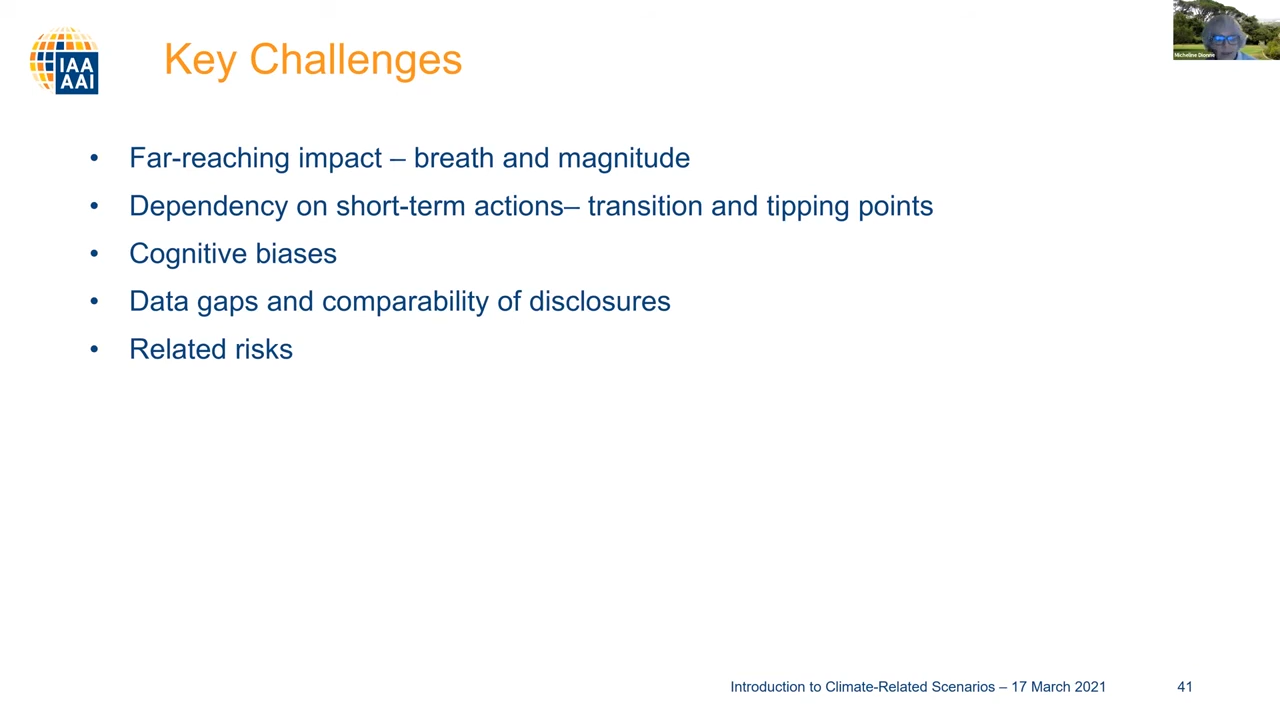 IAA
AAI
Key Challenges
Micheline Dionne
• Far-reaching impact – breath and magnitude
• Dependency on short-term actions– transition and tipping points
• Cognitive biases
• Data gaps and comparability of disclosures
• Related risks
Introduction to Climate-Related Scenarios – 17 March 2021 41